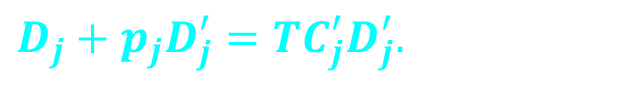 D_j + p_j D'_j = TC'_j D'_j.